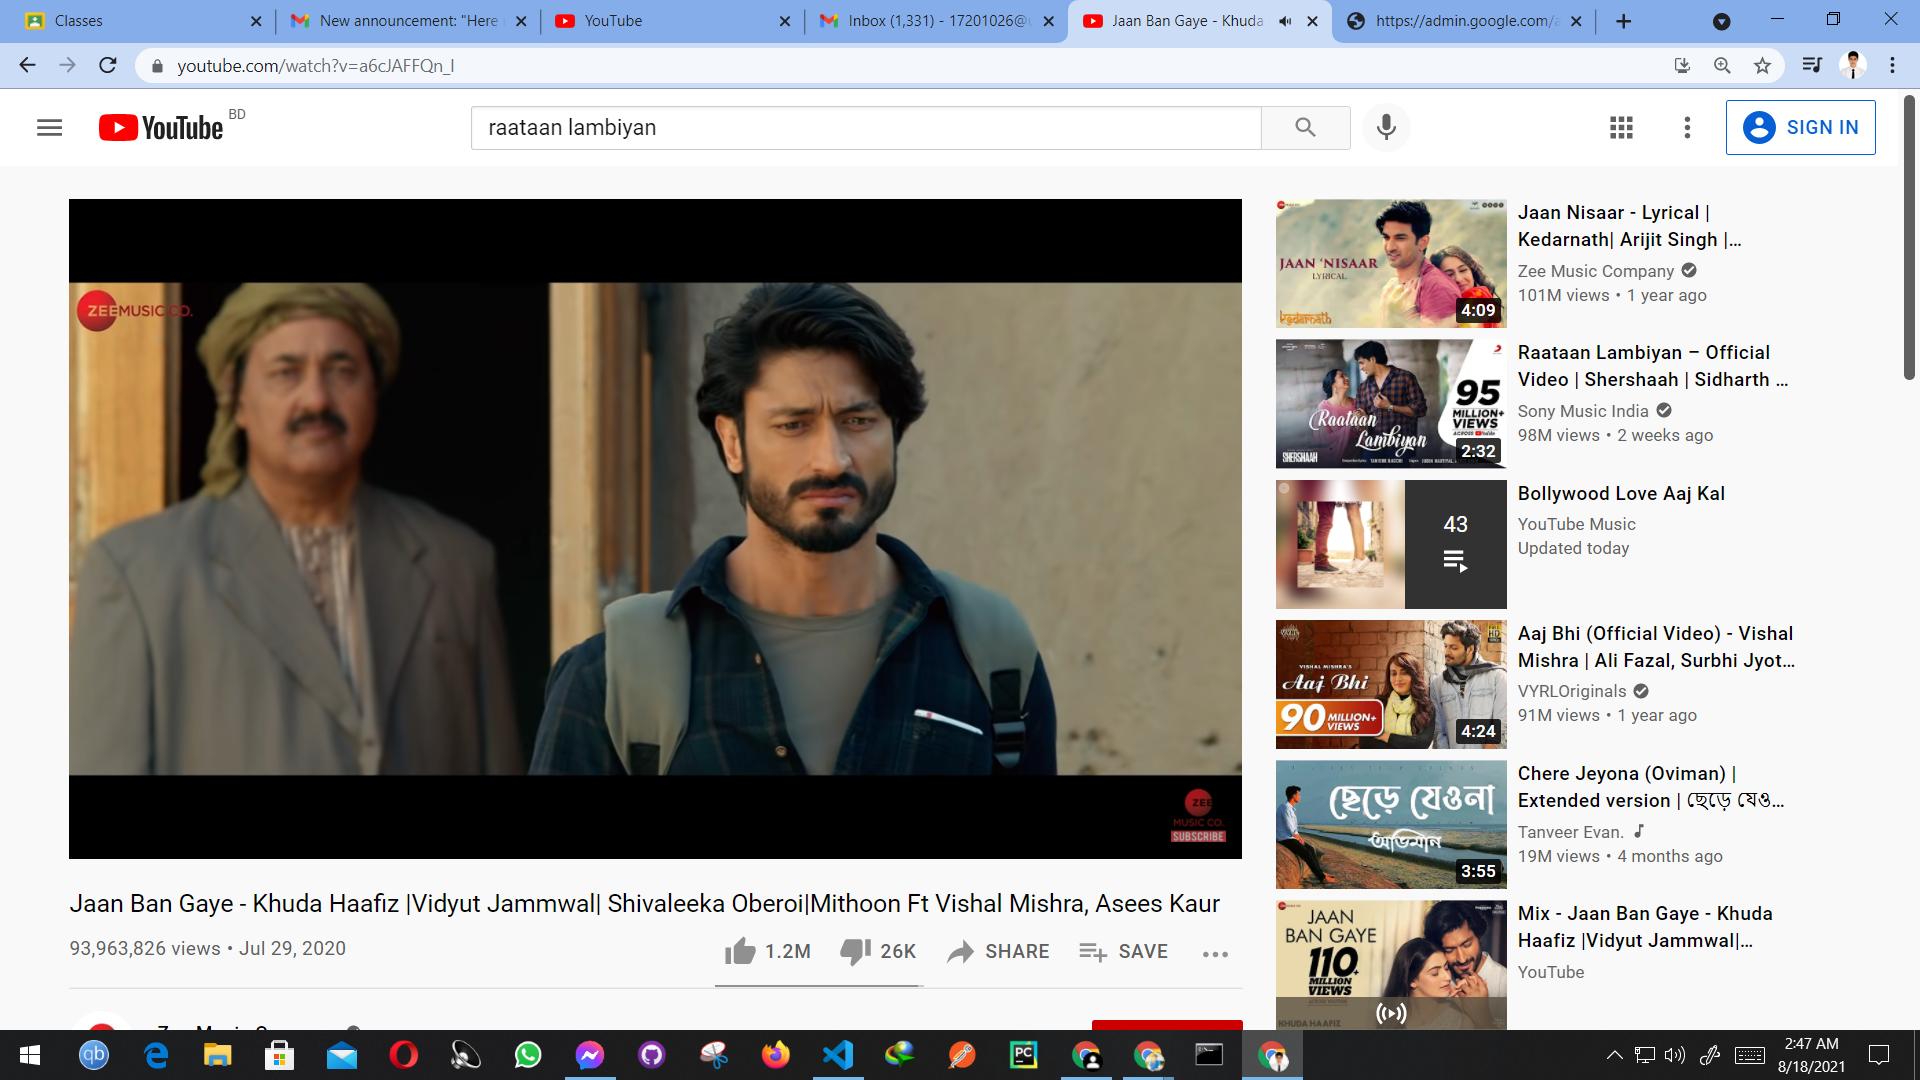 Classes
New announcement: "Here
YouTube
Inbox (1,331) - 17201026@
Jaan Ban Gaye - Khuda
https://admin.google.com/
youtube.com/watch?v=a6cJAFFQn_I
YouTube BD
raataan lambiyan
SIGN IN
ZEE MUSIC CO.
ZEE
MUSIC CO.
SUBSCRIBE
Jaan Ban Gaye - Khuda Haafiz |Vidyut Jammwal| Shivaleeka Oberoi|Mithoon Ft Vishal Mishra, Asees Kaur
93,963,826 views • Jul 29, 2020
1.2M 26K SHARE SAVE
JAAN 'NISAAR
LYRICAL
kedarnath
4:09
Jaan Nisaar - Lyrical |
Kedarnath| Arijit Singh |...
Zee Music Company
101M views • 1 year ago
95
MILLION+
VIEWS
ACROSS YouTube
Raataan
Lambiyan
SHERSHAAH
2:32
Raataan Lambiyan – Official
Video | Shershaah | Sidharth ...
Sony Music India
98M views • 2 weeks ago
43
Bollywood Love Aaj Kal
YouTube Music
Updated today
VISHAL MISHRA'S
Aaj Bhi
90 MILLION+
VIEWS
4:24
Aaj Bhi (Official Video) - Vishal
Mishra | Ali Fazal, Surbhi Jyot...
VYRLOriginals
91M views • 1 year ago
ছেড়ে যেওনা
অভিমান
3:55
Chere Jeyona (Oviman) |
Extended version | ছেড়ে যেও...
Tanveer Evan.
19M views • 4 months ago
JAAN
BAN GAYE
110+
MILLION
VIEWS
KHUDA HAAFIZ
Mix - Jaan Ban Gaye - Khuda
Haafiz |Vidyut Jammwal|...
YouTube
qb
PC
2:47 AM
8/18/2021